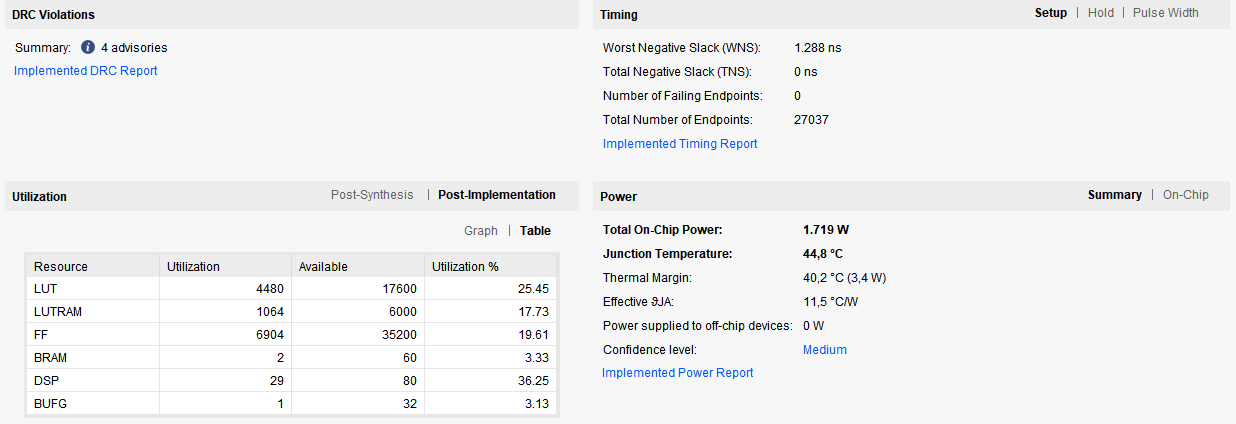 DRC Violations
Summary: 4 advisories
Implemented DRC Report
Timing Setup | Hold | Pulse Width
Worst Negative Slack (WNS): 1.288 ns
Total Negative Slack (TNS): 0 ns
Number of Failing Endpoints: 0
Total Number of Endpoints: 27037
Implemented Timing Report
Utilization Post-Synthesis | Post-Implementation
Graph | Table
Resource Utilization Available Utilization %
LUT 4480 17600 25.45
LUTRAM 1064 6000 17.73
FF 6904 35200 19.61
BRAM 2 60 3.33
DSP 29 80 36.25
BUFG 1 32 3.13
Power Summary | On-Chip
Total On-Chip Power: 1.719 W
Junction Temperature: 44,8 °C
Thermal Margin: 40,2 °C (3,4 W)
Effective ϑJA: 11,5 °C/W
Power supplied to off-chip devices: 0 W
Confidence level: Medium
Implemented Power Report